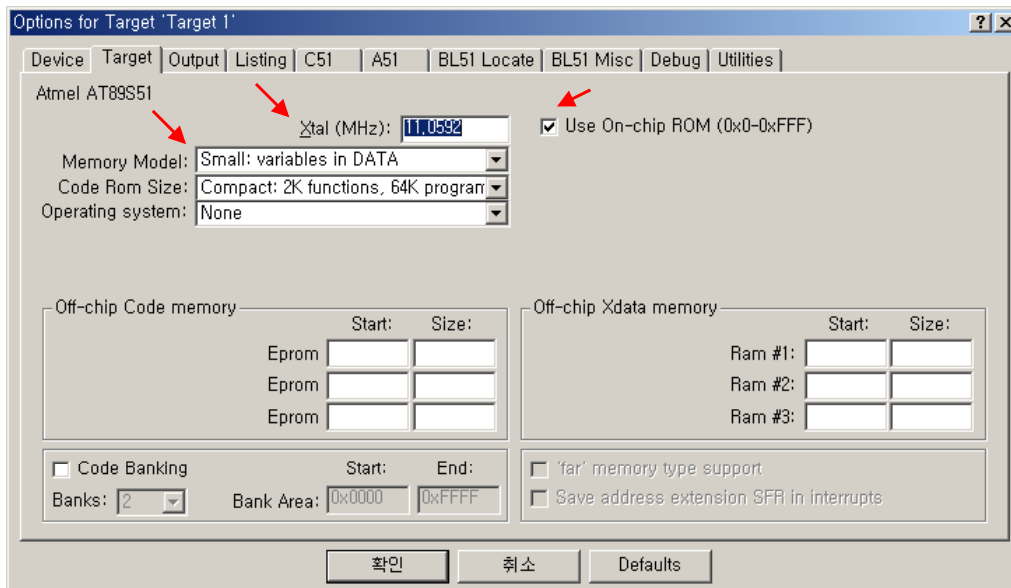 Options for Target 'Target 1'
Device Target Output Listing C51 A51 BL51 Locate BL51 Misc Debug Utilities
Atmel AT89S51
Xtal (MHz): 11,0592 Use On-chip ROM (0x0-0xFFF)
Memory Model: Small: variables in DATA
Code Rom Size: Compact: 2K functions, 64K program
Operating system: None
Off-chip Code memory Off-chip Xdata memory
Start: Size: Start: Size:
Eprom Ram #1:
Eprom Ram #2:
Eprom Ram #3:
Code Banking Start: End: 'far' memory type support
Banks: 2 Bank Area: 0x0000 0xFFFF Save address extension SFR in interrupts
확인 취소 Defaults